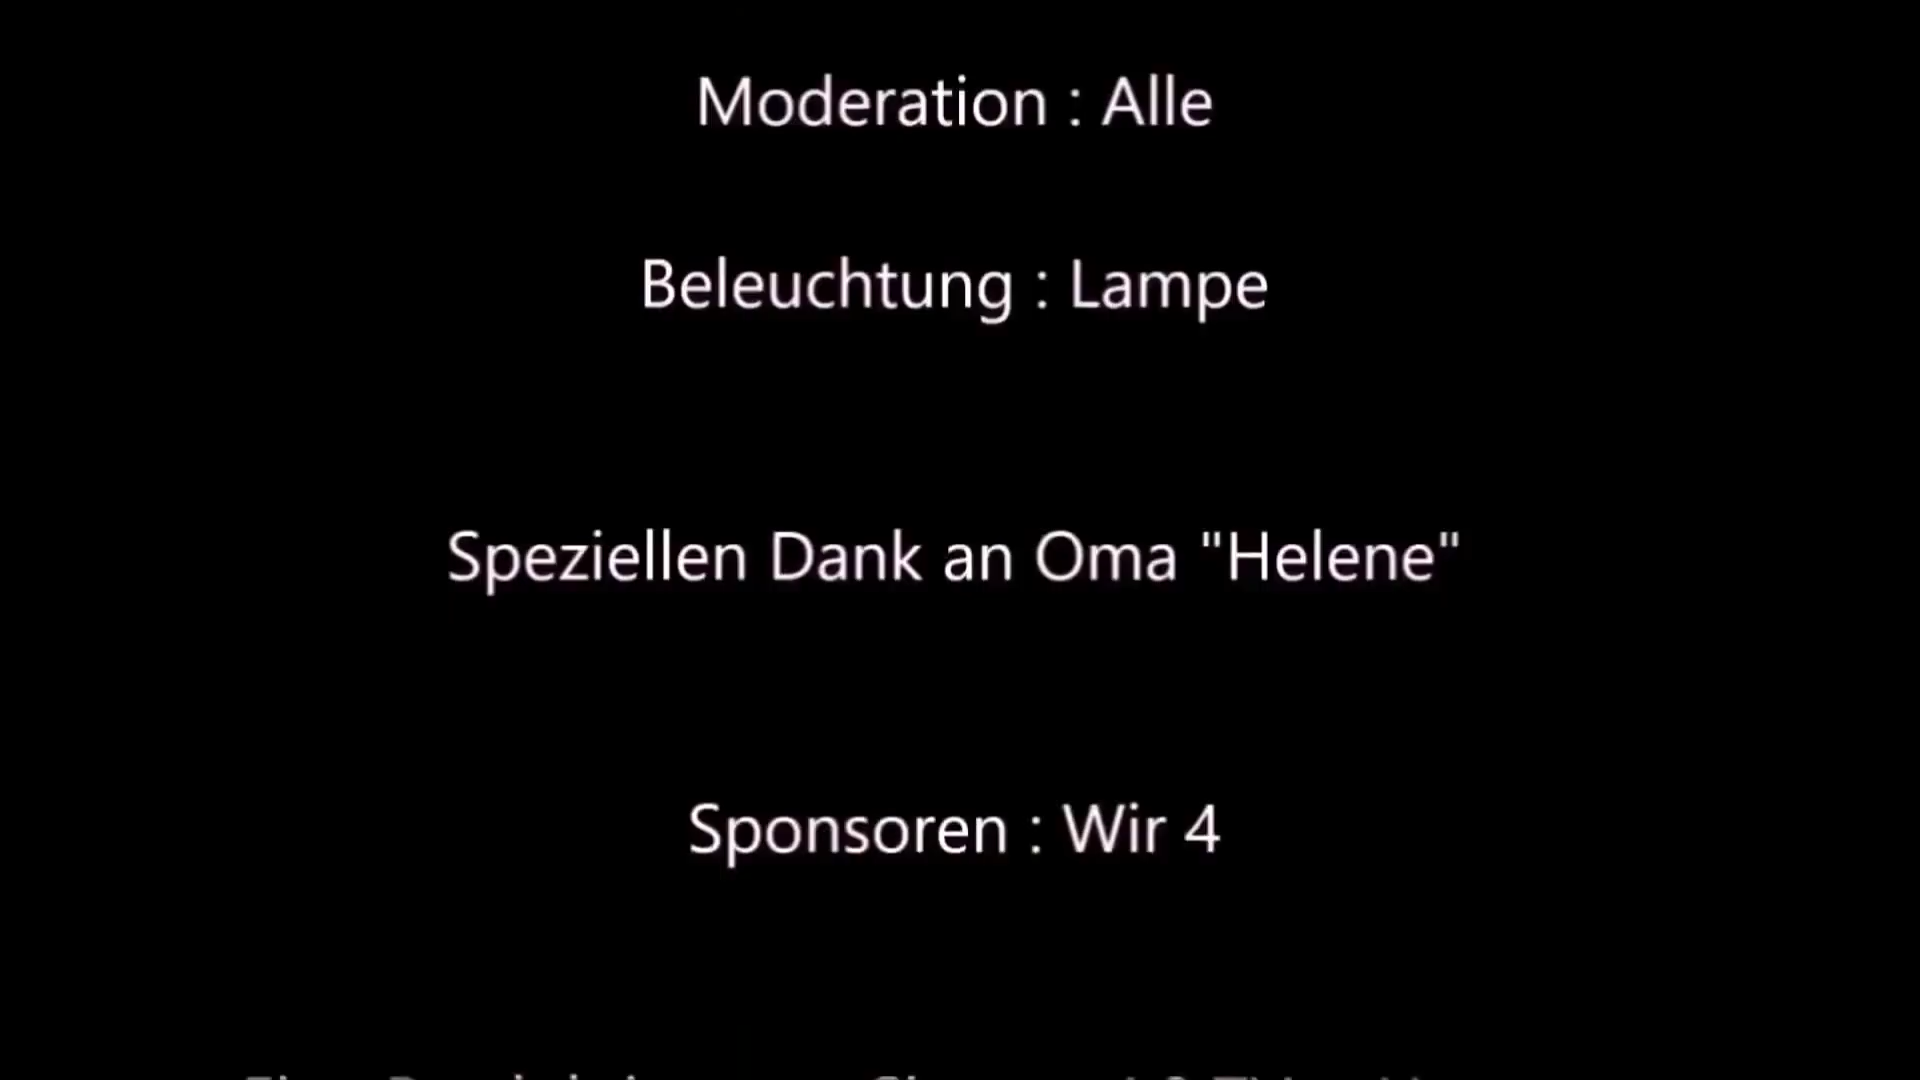 Moderation : Alle
Beleuchtung : Lampe
Speziellen Dank an Oma "Helene"
Sponsoren : Wir 4